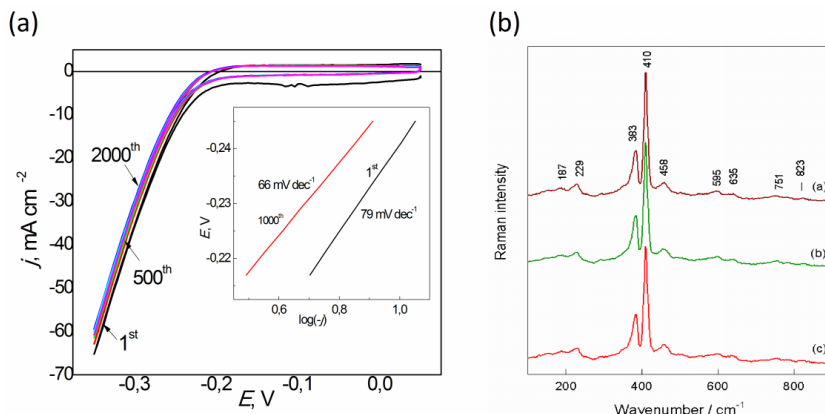 (a)
0
-10
-20
-30
-40
-50
-60
-70
j, mA cm⁻²
-0,3
-0,2
-0,1
0,0
E, V
2000ᵗʰ
500ᵗʰ
1ˢᵗ
-0,24
-0,23
-0,22
E, V
66 mV dec⁻¹
1000ᵗʰ
1ˢᵗ
79 mV dec⁻¹
0,6
0,8
1,0
log(-j)
(b)
410
383
187
229
458
595
635
751
823
(a)
(b)
(c)
Raman intensity
200
400
600
800
Wavenumber / cm⁻¹